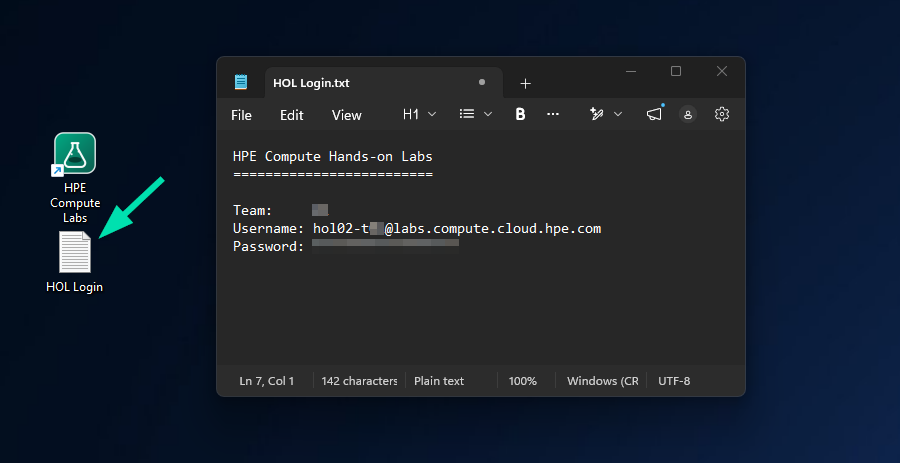 HPE
Compute
Labs
HOL Login
HOL Login.txt
File Edit View H1 B
HPE Compute Hands-on Labs
=========================
Team:
Username: hol02-t @labs.compute.cloud.hpe.com
Password:
Ln 7, Col 1 142 characters Plain text 100% Windows (CR UTF-8